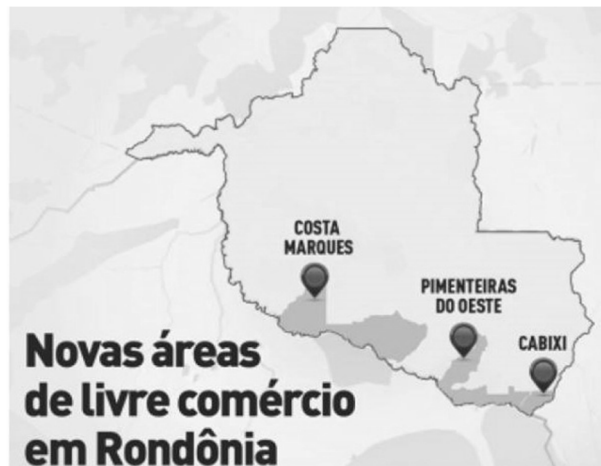 COSTA
MARQUES
PIMENTEIRAS
DO OESTE
CABIXI
Novas áreas
de livre comércio
em Rondônia